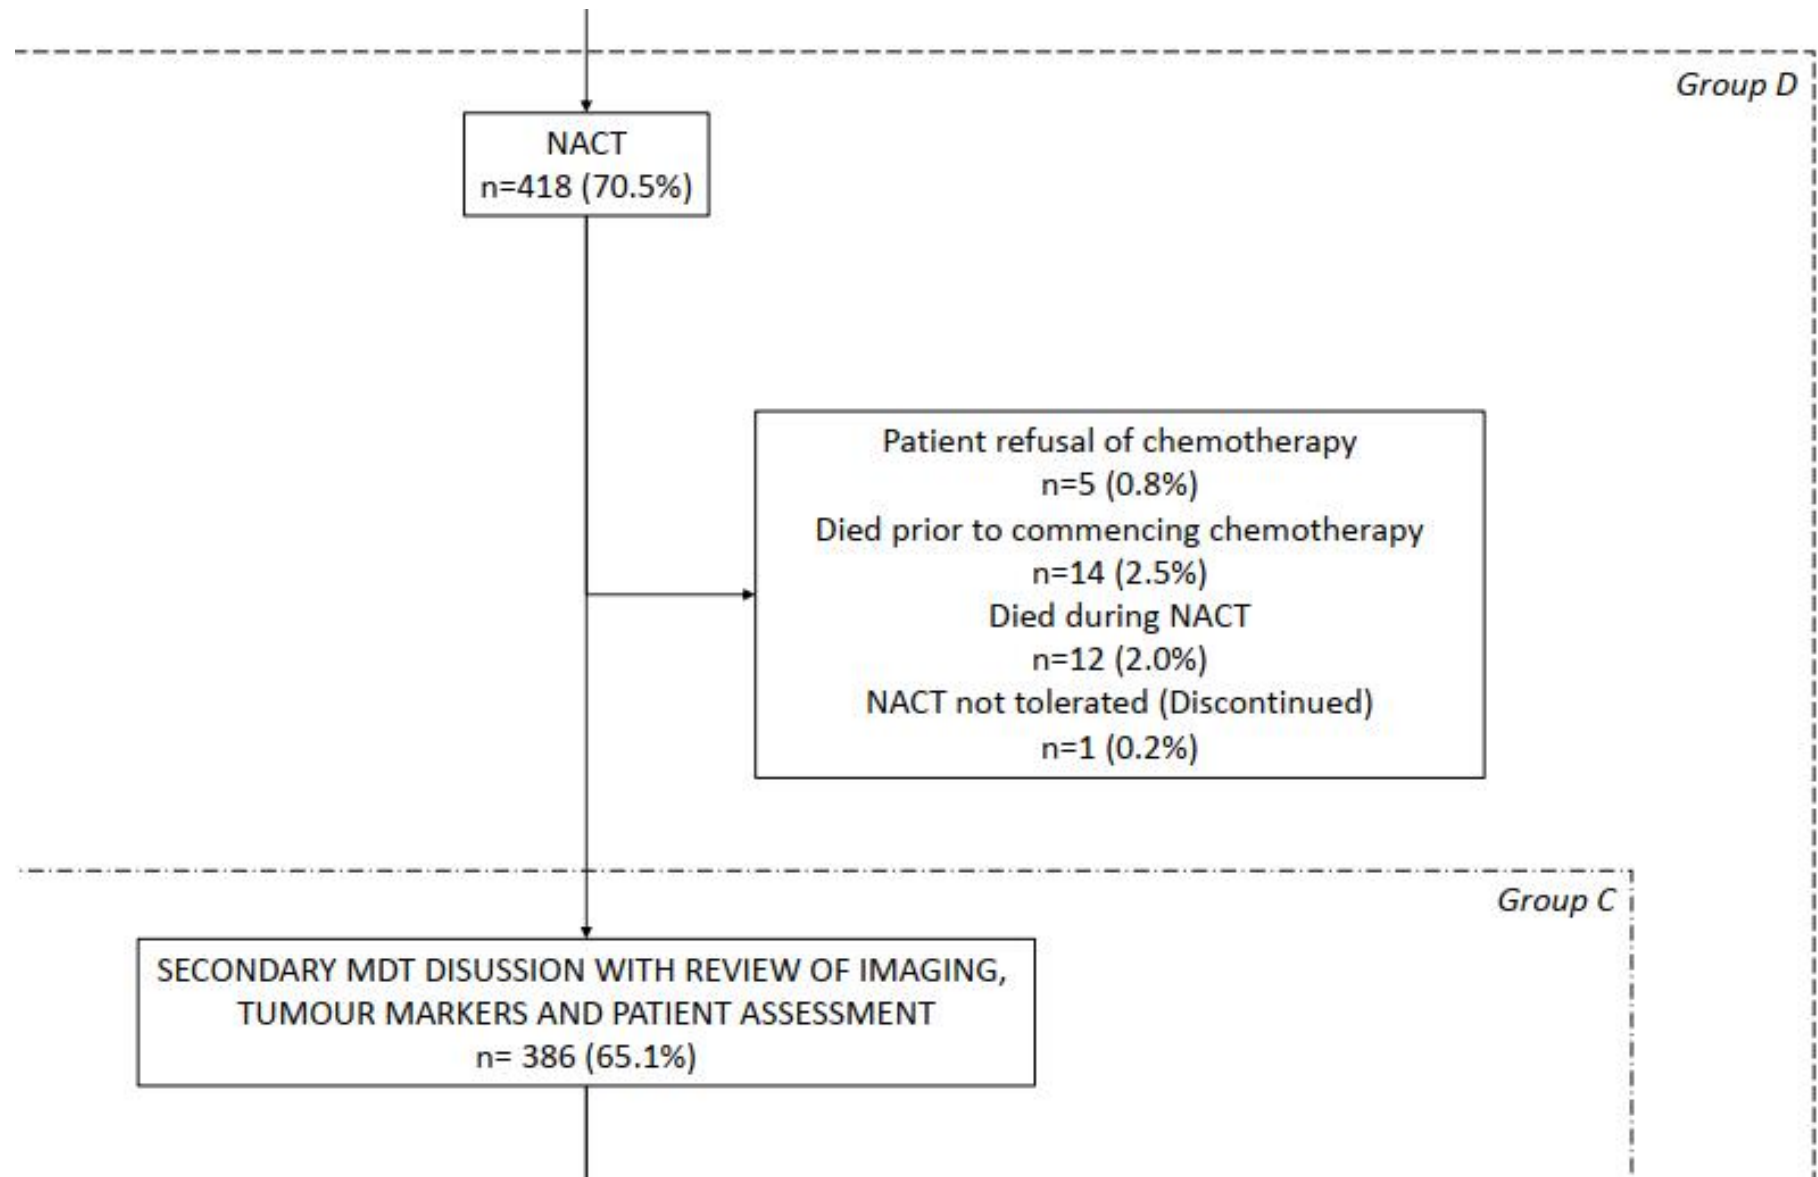 Group D
NACT
n=418 (70.5%)
Patient refusal of chemotherapy
n=5 (0.8%)
Died prior to commencing chemotherapy
n=14 (2.5%)
Died during NACT
n=12 (2.0%)
NACT not tolerated (Discontinued)
n=1 (0.2%)
Group C
SECONDARY MDT DISUSSION WITH REVIEW OF IMAGING,
TUMOUR MARKERS AND PATIENT ASSESSMENT
n= 386 (65.1%)